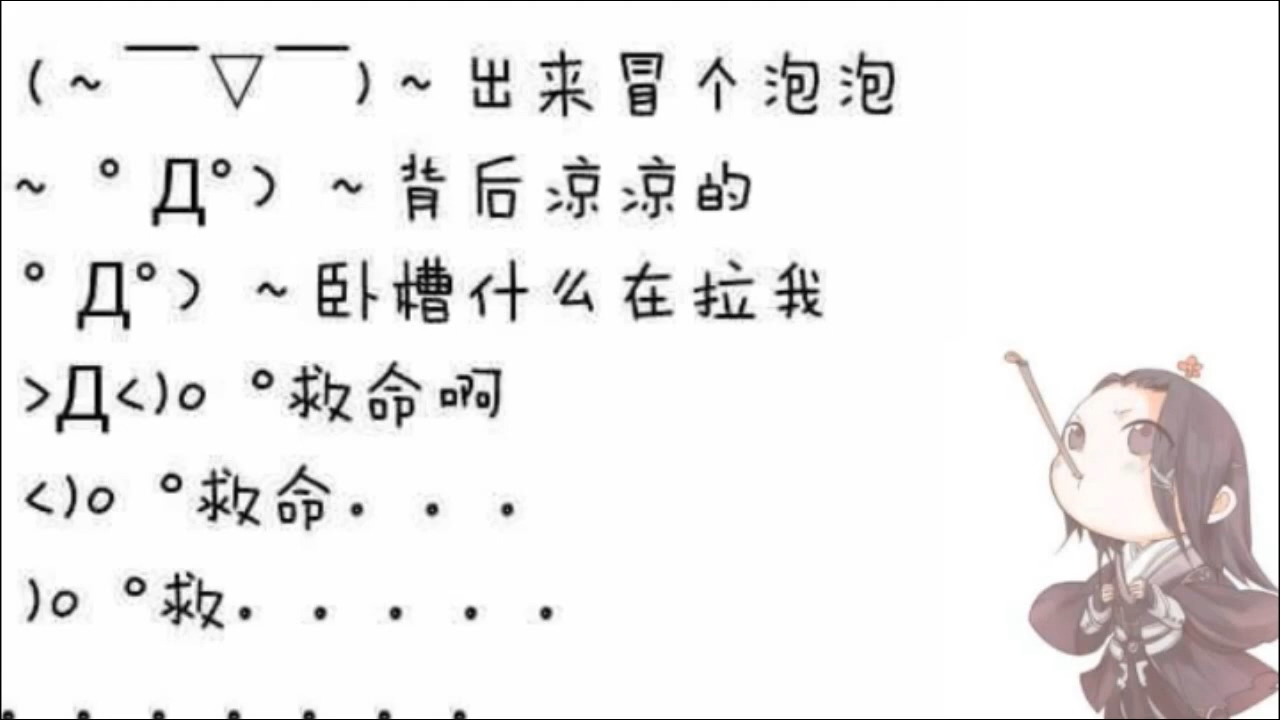 (~￣▽￣)~出来冒个泡泡
~ °Д°) ~背后凉凉的
°Д°) ~卧槽什么在拉我
>Д<)o °救命啊
<)o °救命...
)o °救.....
.......